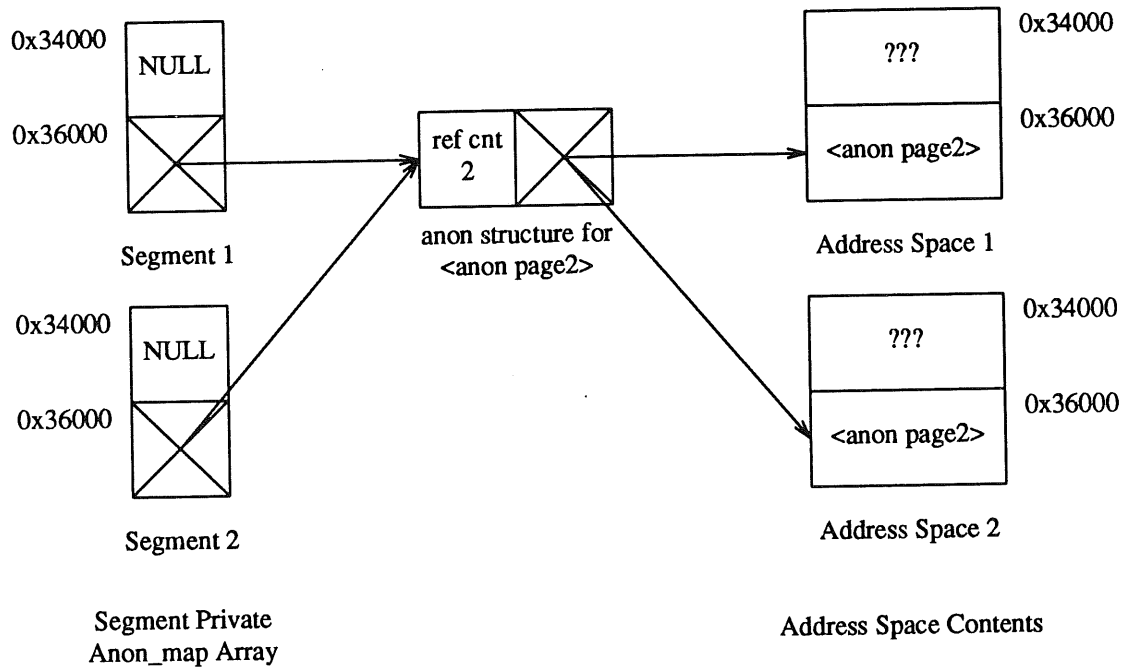 0x34000
NULL
0x36000
Segment 1
0x34000
NULL
0x36000
Segment 2
Segment Private
Anon_map Array
ref cnt
2
anon structure for
<anon page2>
0x34000
???
0x36000
<anon page2>
Address Space 1
0x34000
???
0x36000
<anon page2>
Address Space 2
Address Space Contents